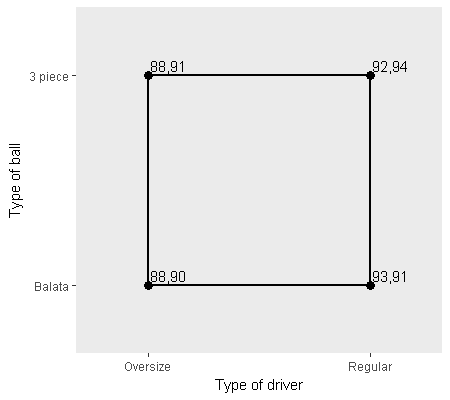 88,91
92,94
3 piece
Type of ball
88,90
93,91
Balata
Oversize
Regular
Type of driver